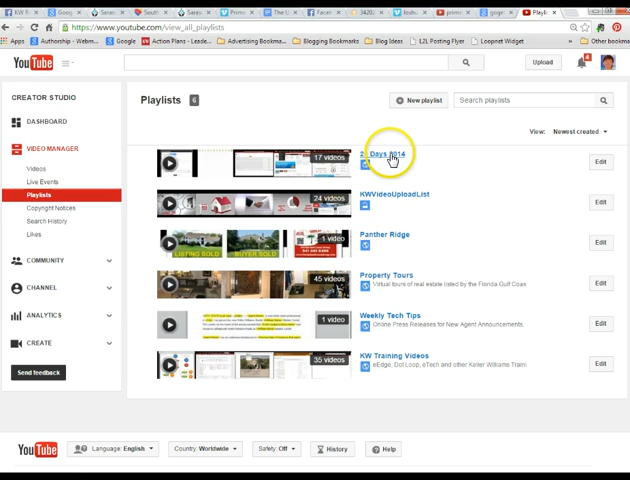 https://www.youtube.com/view_all_playlists
Apps
Authorship - Webm...
Google
Action Plans - Leade...
Advertising Bookma...
Blogging Bookmarks
Blog Ideas
L2L Posting Flyer
Loopnet Widget
Other bookma
YouTube
Upload
4
CREATOR STUDIO
DASHBOARD
VIDEO MANAGER
Videos
Live Events
Playlists
Copyright Notices
Search History
Likes
COMMUNITY
CHANNEL
ANALYTICS
CREATE
Send feedback
Playlists 6
New playlist
Search playlists
View: Newest created
17 videos
Days 2014
Edit
24 videos
KWVideoUploadList
Edit
LISTING SOLD
BUYER SOLD
1 video
Panther Ridge
Edit
45 videos
Property Tours
Virtual tours of real estate listed by the Florida Gulf Coas
Edit
1 video
Weekly Tech Tips
Online Press Releases for New Agent Announcements.
Edit
35 videos
KW Training Videos
eEdge, Dot Loop, eTech and other Keller Williams Traini
Edit
YouTube
Language: English
Country: Worldwide
Safety: Off
History
Help